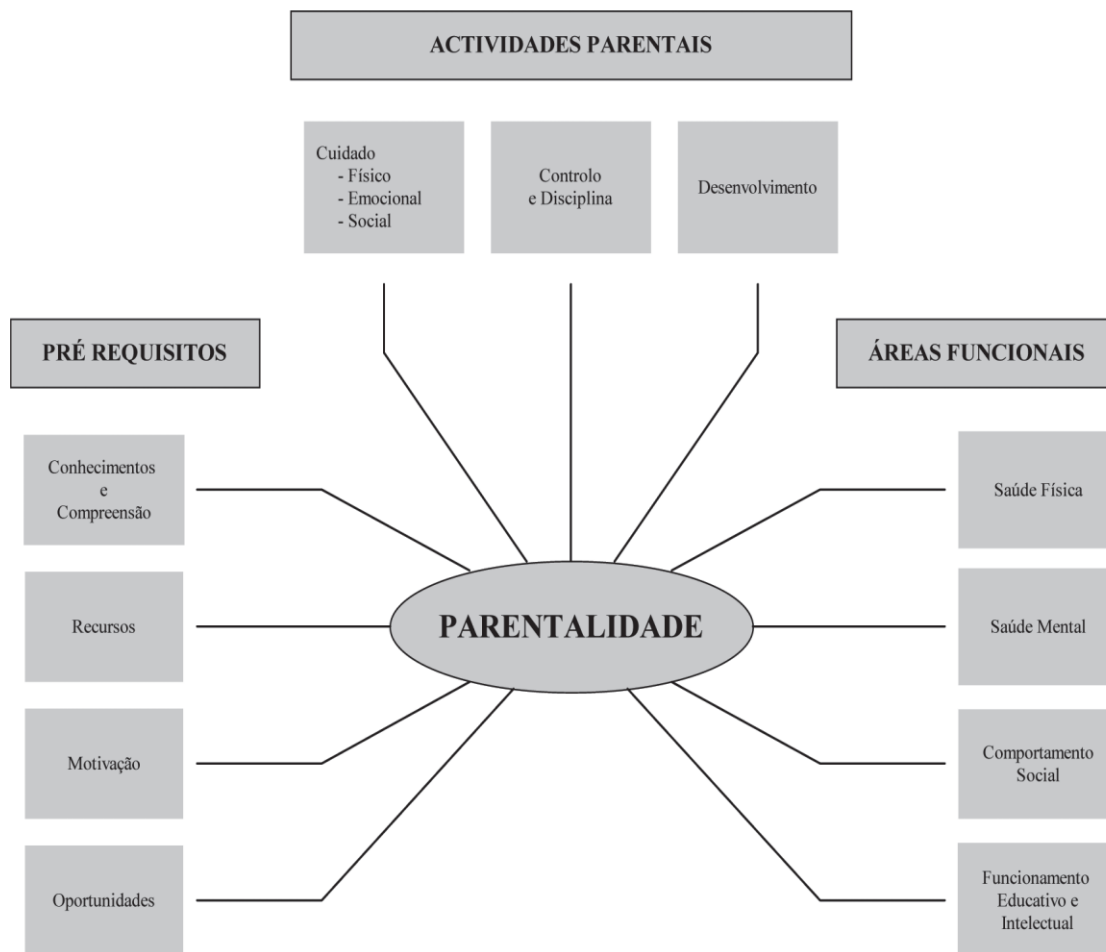 ACTIVIDADES PARENTAIS
Cuidado
- Físico
- Emocional
- Social
Controlo
e Disciplina
Desenvolvimento
PRÉ REQUISITOS
Conhecimentos
e
Compreensão
Recursos
Motivação
Oportunidades
PARENTALIDADE
ÁREAS FUNCIONAIS
Saúde Física
Saúde Mental
Comportamento
Social
Funcionamento
Educativo e
Intelectual